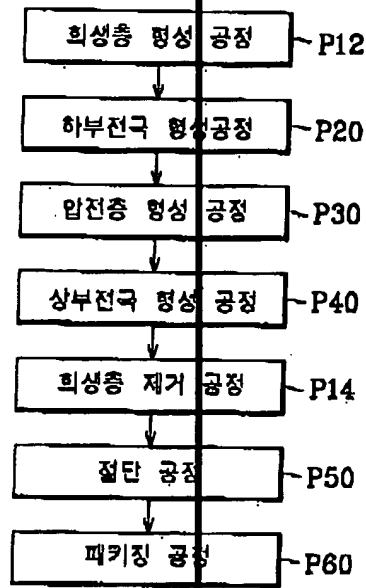 희생층 형성 공정 P12
하부전극 형성공정 P20
압전층 형성 공정 P30
상부전극 형성 공정 P40
희생층 제거 공정 P14
절단 공정 P50
패키징 공정 P60